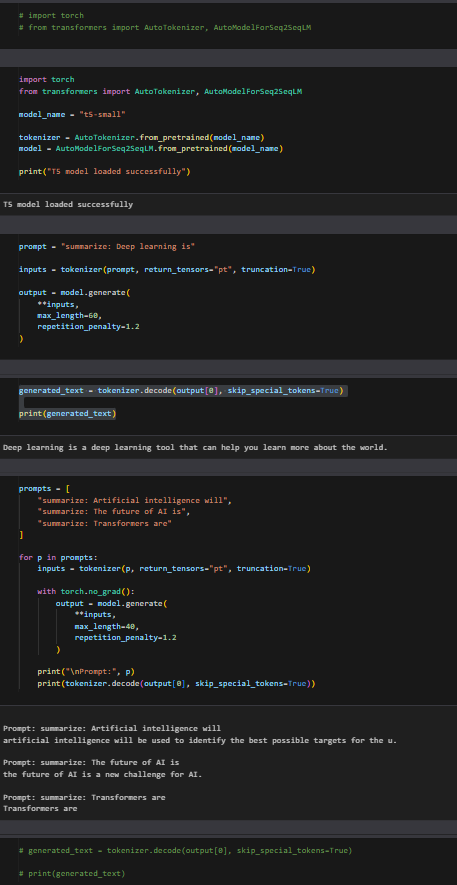 # import torch
# from transformers import AutoTokenizer, AutoModelForSeq2SeqLM
import torch
from transformers import AutoTokenizer, AutoModelForSeq2SeqLM
model_name = "t5-small"
tokenizer = AutoTokenizer.from_pretrained(model_name)
model = AutoModelForSeq2SeqLM.from_pretrained(model_name)
print("T5 model loaded successfully")
T5 model loaded successfully
prompt = "summarize: Deep learning is"
inputs = tokenizer(prompt, return_tensors="pt", truncation=True)
output = model.generate(
    **inputs,
    max_length=60,
    repetition_penalty=1.2
)
generated_text = tokenizer.decode(output[0], skip_special_tokens=True)
print(generated_text)
Deep learning is a deep learning tool that can help you learn more about the world.
prompts = [
    "summarize: Artificial intelligence will",
    "summarize: The future of AI is",
    "summarize: Transformers are"
]
for p in prompts:
    inputs = tokenizer(p, return_tensors="pt", truncation=True)
    with torch.no_grad():
        output = model.generate(
            **inputs,
            max_length=40,
            repetition_penalty=1.2
        )
    print("\nPrompt:", p)
    print(tokenizer.decode(output[0], skip_special_tokens=True))
Prompt: summarize: Artificial intelligence will
artificial intelligence will be used to identify the best possible targets for the u.
Prompt: summarize: The future of AI is
the future of AI is a new challenge for AI.
Prompt: summarize: Transformers are
Transformers are
# generated_text = tokenizer.decode(output[0], skip_special_tokens=True)
# print(generated_text)